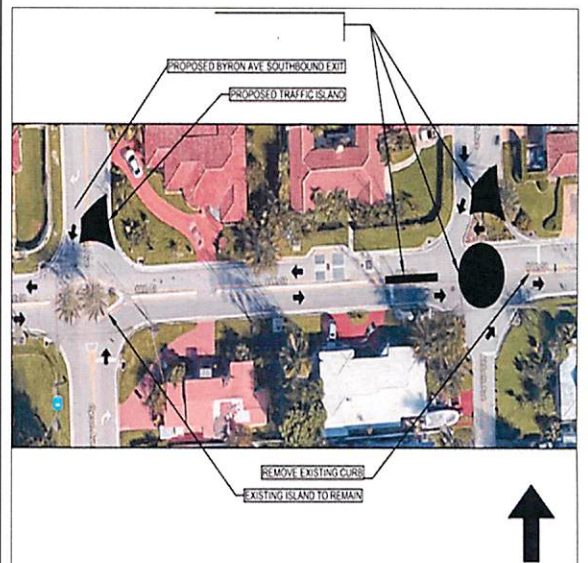 PROPOSED BYRON AVE SOUTHBOUND EXIT
PROPOSED TRAFFIC ISLAND
REMOVE EXISTING CURB
EXISTING ISLAND TO REMAIN